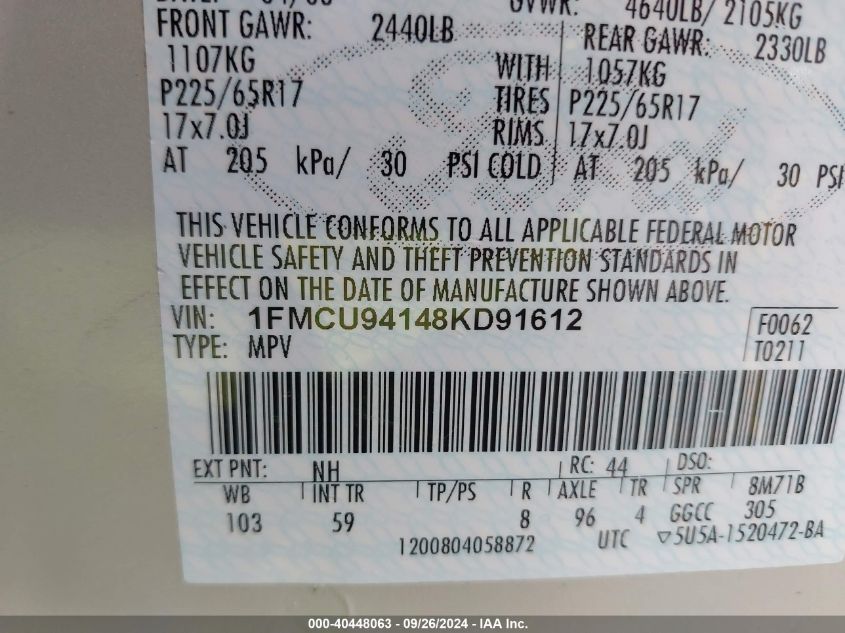 GVWR: 4640LB/ 2105KG
FRONT GAWR: 2440LB REAR GAWR: 2330LB
1107KG WITH 1057KG
P225/65R17 TIRES P225/65R17
17x7.0J RIMS 17x7.0J
AT 205 kPa/ 30 PSI COLD AT 205 kPa/ 30 PSI
Ford
THIS VEHICLE CONFORMS TO ALL APPLICABLE FEDERAL MOTOR
VEHICLE SAFETY AND THEFT PREVENTION STANDARDS IN
EFFECT ON THE DATE OF MANUFACTURE SHOWN ABOVE.
VIN: 1FMCU94148KD91612 F0062
TYPE: MPV T0211
EXT PNT: NH RC: 44 DSO:
WB INT TR TP/PS R AXLE TR SPR 8M71B
103 59 8 96 4 GGCC 305
1200804058872 UTC ▽5U5A-1520472-BA
000-40448063 - 09/26/2024 - IAA Inc.